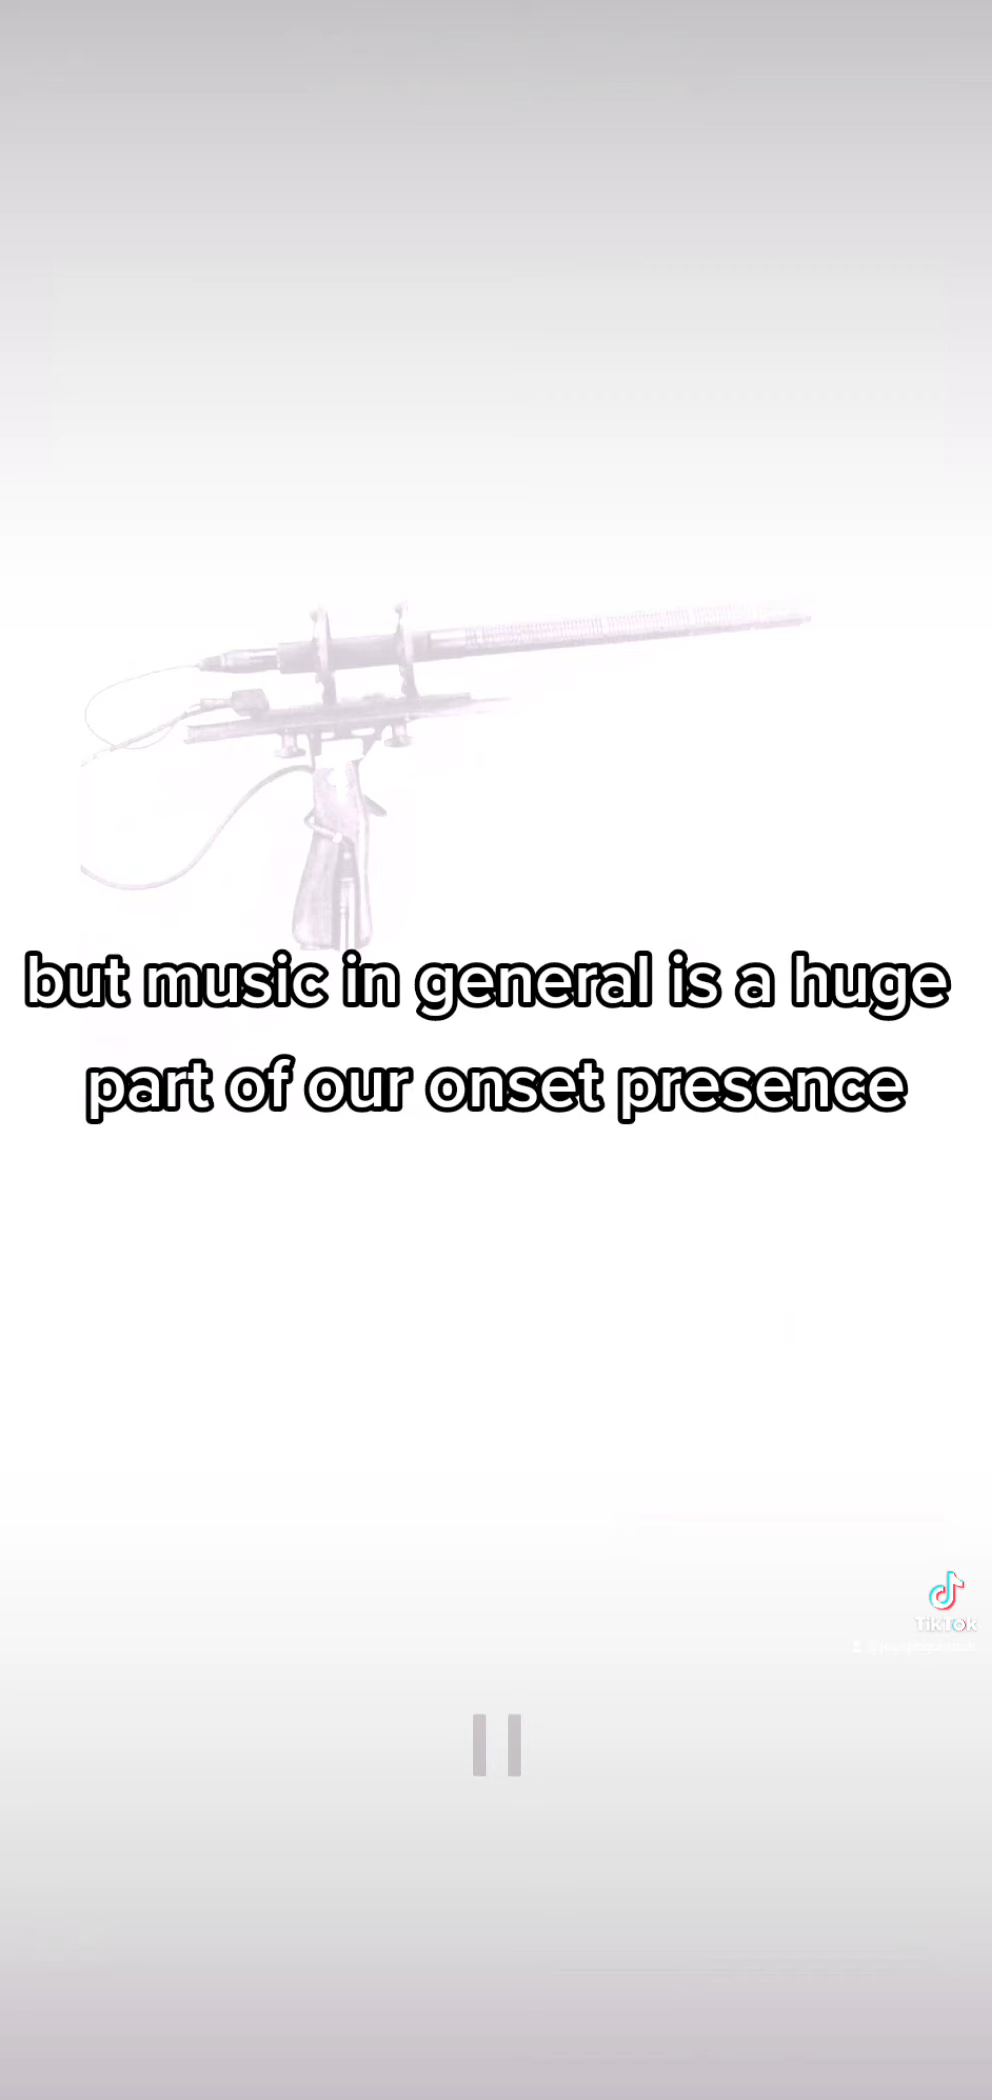 but music in general is a huge
part of our onset presence
TikTok